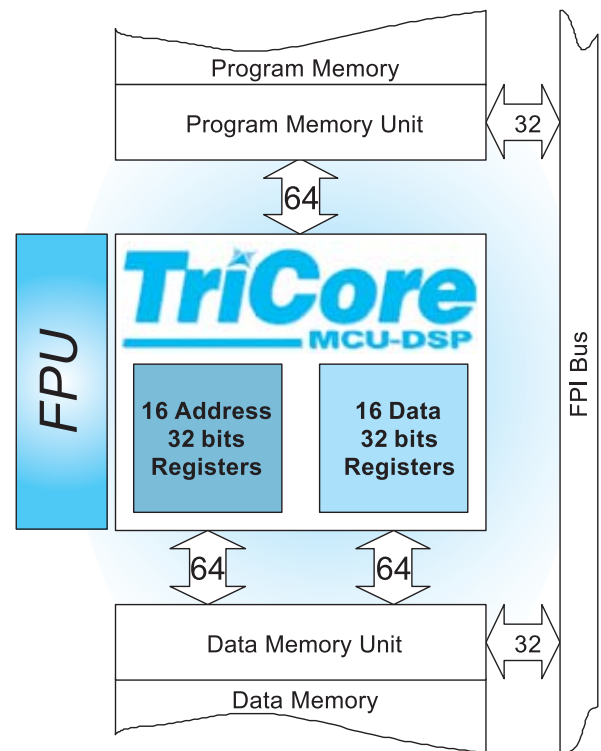 Program Memory
Program Memory Unit
32
64
FPU
TriCore
MCU-DSP
16 Address
32 bits
Registers
16 Data
32 bits
Registers
FPI Bus
64
64
Data Memory Unit
32
Data Memory